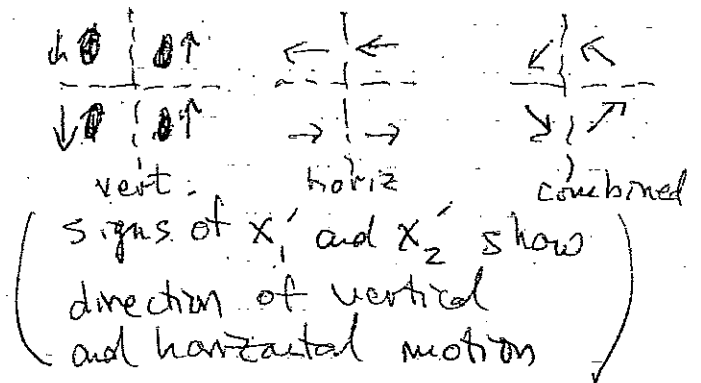 vert. horiz combined
(signs of x₁′ and x₂′ show
direction of vertical
and horizontal motion)